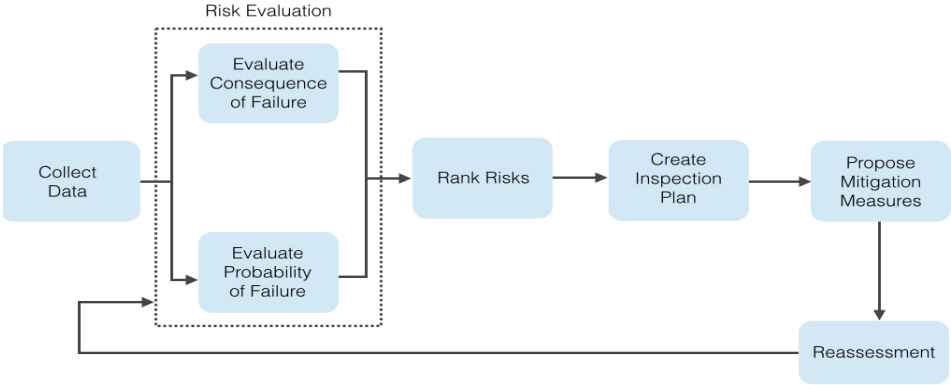 Risk Evaluation
Evaluate
Consequence
of Failure
Collect
Data
Rank Risks
Create
Inspection
Plan
Propose
Mitigation
Measures
Evaluate
Probability
of Failure
Reassessment